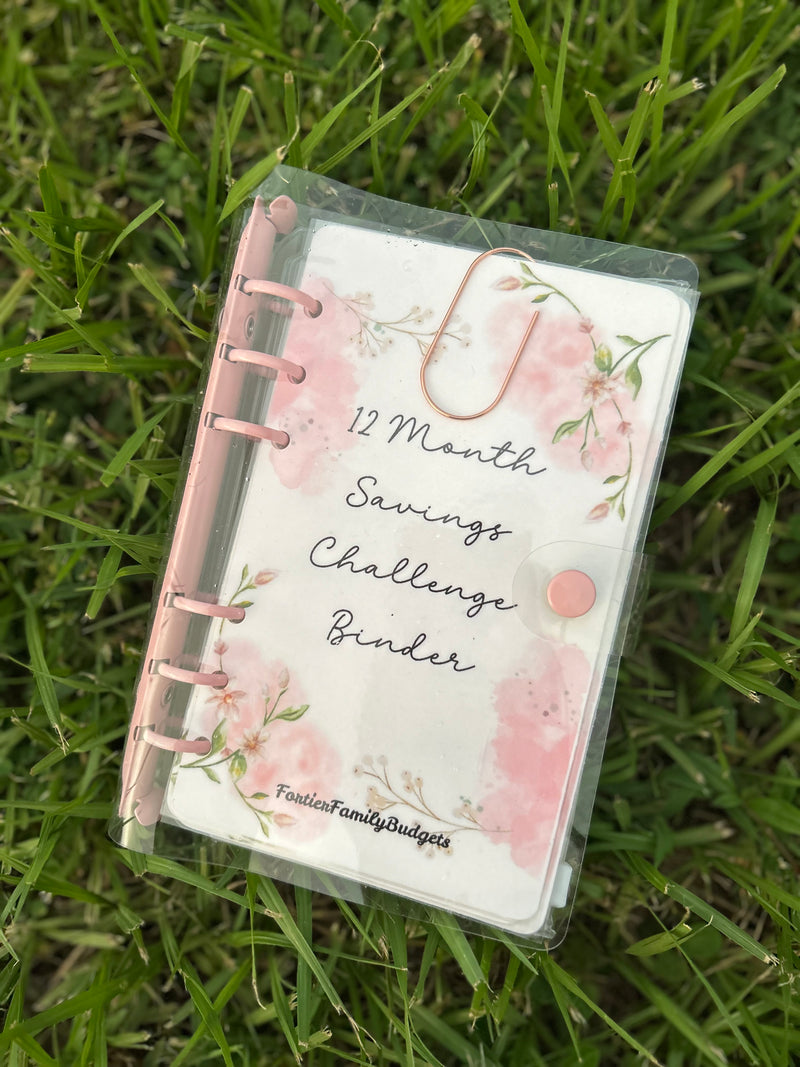 12 Month
Savings
Challenge
Binder
FortierFamilyBudgets